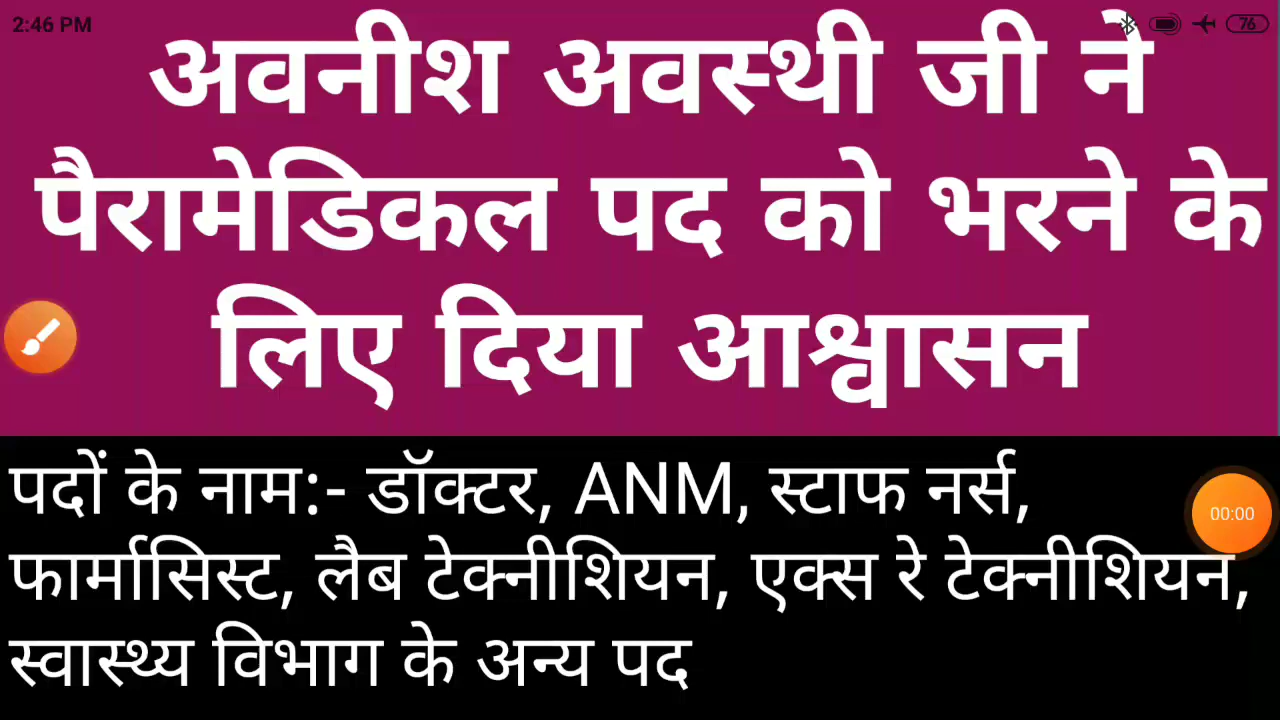 2:46 PM
76
अवनीश अवस्थी जी ने
पैरामेडिकल पद को भरने के
लिए दिया आश्वासन
पदों के नाम:- डॉक्टर, ANM, स्टाफ नर्स,
00:00
फार्मासिस्ट, लैब टेक्नीशियन, एक्स रे टेक्नीशियन,
स्वास्थ्य विभाग के अन्य पद